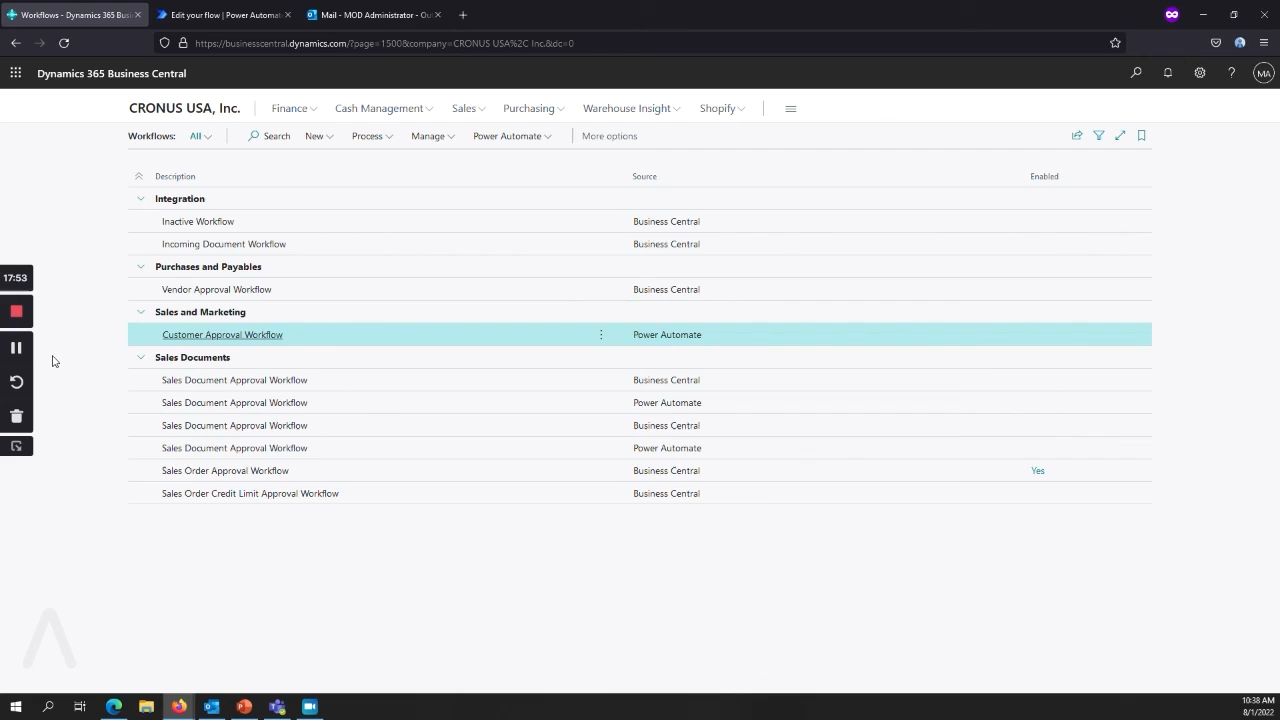 Workflows - Dynamics 365 Busi
Edit your flow | Power Automat
Mail - MOD Administrator - Ou
https://businesscentral.dynamics.com/?page=1500&company=CRONUS USA%2C Inc.&dc=0
Dynamics 365 Business Central
MA
CRONUS USA, Inc.
Finance
Cash Management
Sales
Purchasing
Warehouse Insight
Shopify
Workflows: All
Search
New
Process
Manage
Power Automate
More options
Description Source Enabled
Integration
Inactive Workflow Business Central
Incoming Document Workflow Business Central
Purchases and Payables
Vendor Approval Workflow Business Central
17:53
Sales and Marketing
Customer Approval Workflow Power Automate
Sales Documents
Sales Document Approval Workflow Business Central
Sales Document Approval Workflow Power Automate
Sales Document Approval Workflow Business Central
Sales Document Approval Workflow Power Automate
Sales Order Approval Workflow Business Central Yes
Sales Order Credit Limit Approval Workflow Business Central
10:38 AM
8/1/2022